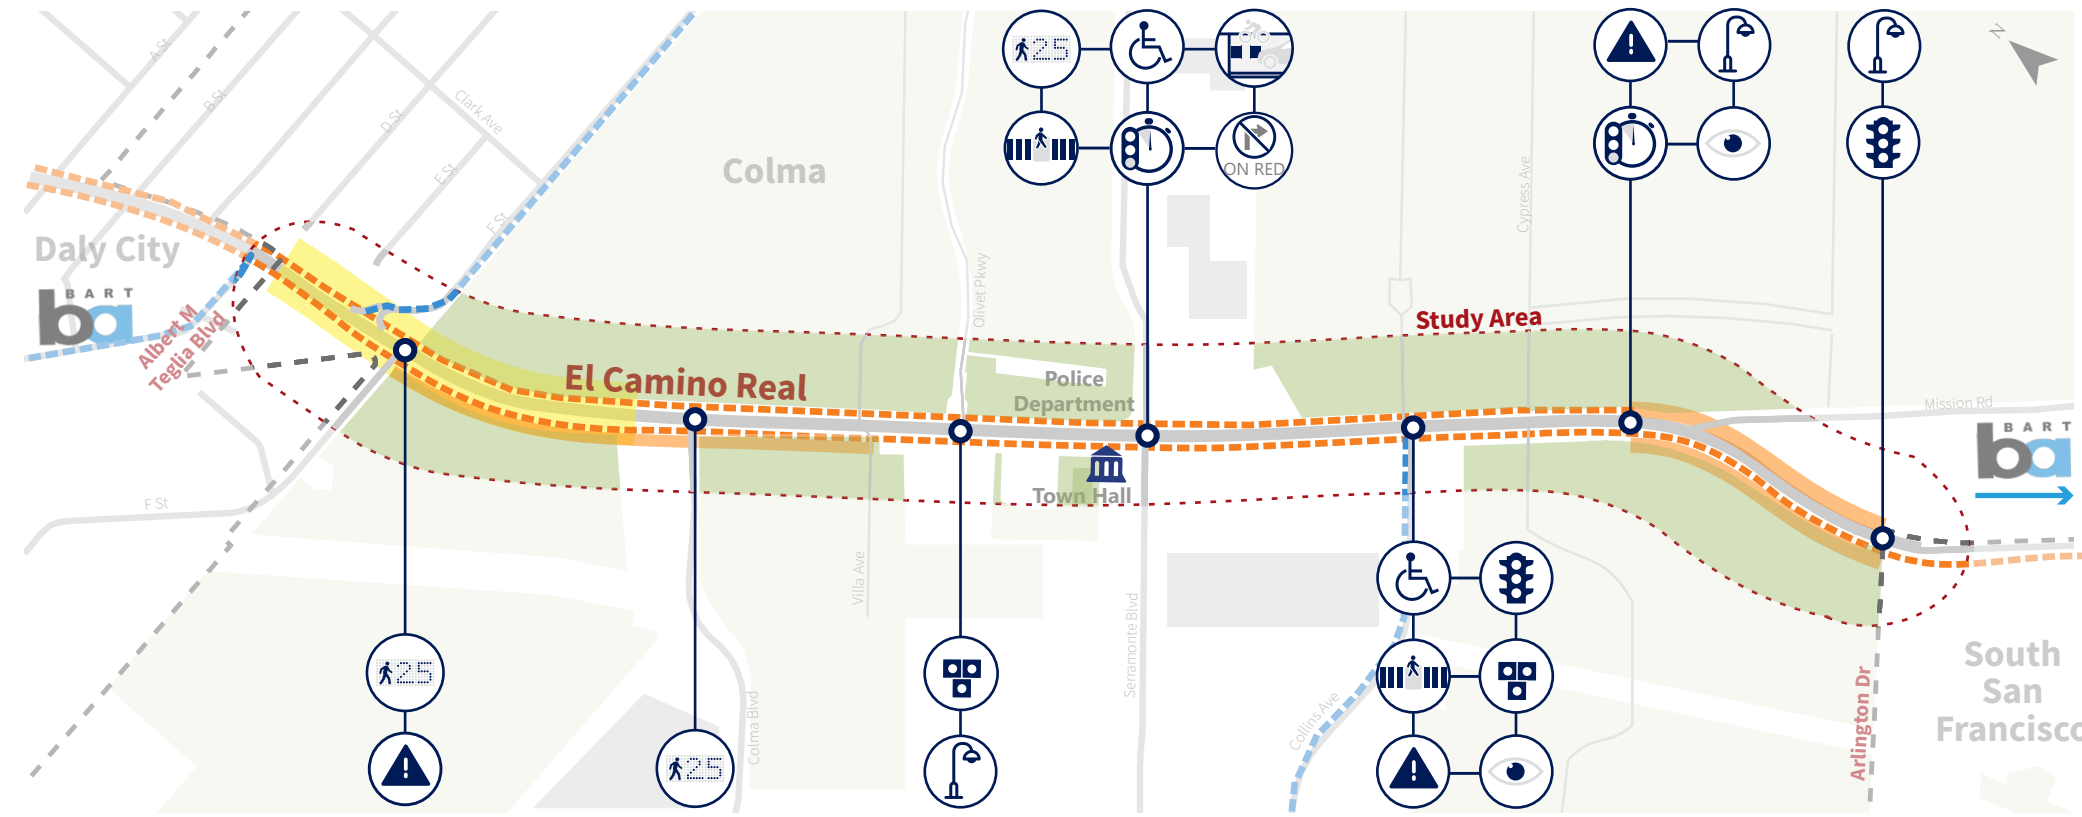 A St
B St
D St
Clark Ave
E St
F St
Colma
Daly City
BART
ba
Albert M
Teglia Blvd
F St
El Camino Real
Olivet Pkwy
Police
Department
Town Hall
Villa Ave
Colma Blvd
Serramonte Blvd
Collins Ave
Cypress Ave
Study Area
Mission Rd
BART
ba
Arlington Dr
South
San
Francisco
N
25
ON RED
25
25